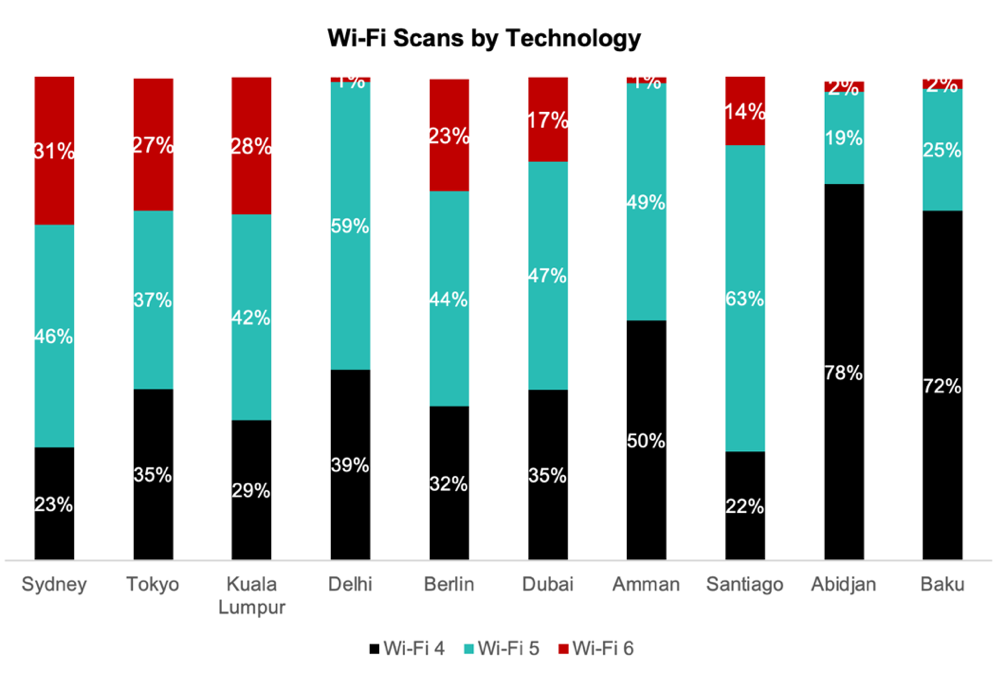 Wi-Fi Scans by Technology
31% 27% 28% 1% 23% 17% 1% 14% 2% 2%
46% 37% 42% 59% 44% 47% 49% 63% 19% 25%
23% 35% 29% 39% 32% 35% 50% 22% 78% 72%
Sydney Tokyo Kuala Lumpur Delhi Berlin Dubai Amman Santiago Abidjan Baku
Wi-Fi 4 Wi-Fi 5 Wi-Fi 6